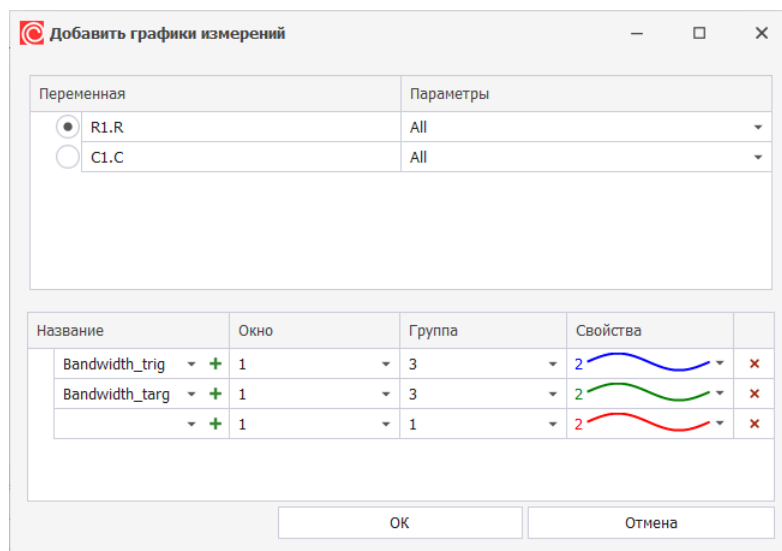 Добавить графики измерений
Переменная Параметры
R1.R All
C1.C All
Название Окно Группа Свойства
Bandwidth_trig 1 3 2
Bandwidth_targ 1 3 2
1 1 2
OK Отмена